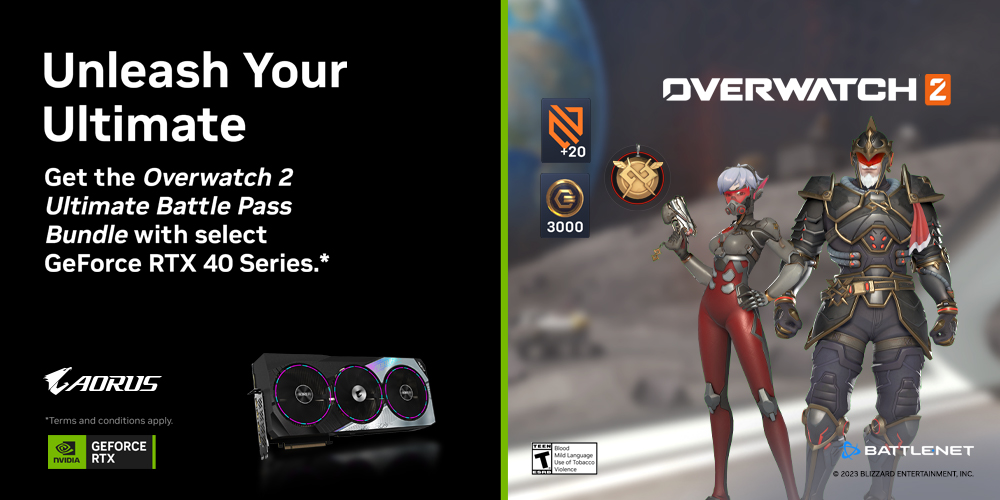 Unleash Your
Ultimate
Get the Overwatch 2
Ultimate Battle Pass
Bundle with select
GeForce RTX 40 Series.*
AORUS
*Terms and conditions apply.
NVIDIA
GEFORCE
RTX
OVERWATCH 2
+20
3000
TEEN
T
ESRB
Blood
Mild Language
Use of Tobacco
Violence
BATTLE.NET
© 2023 BLIZZARD ENTERTAINMENT, INC.